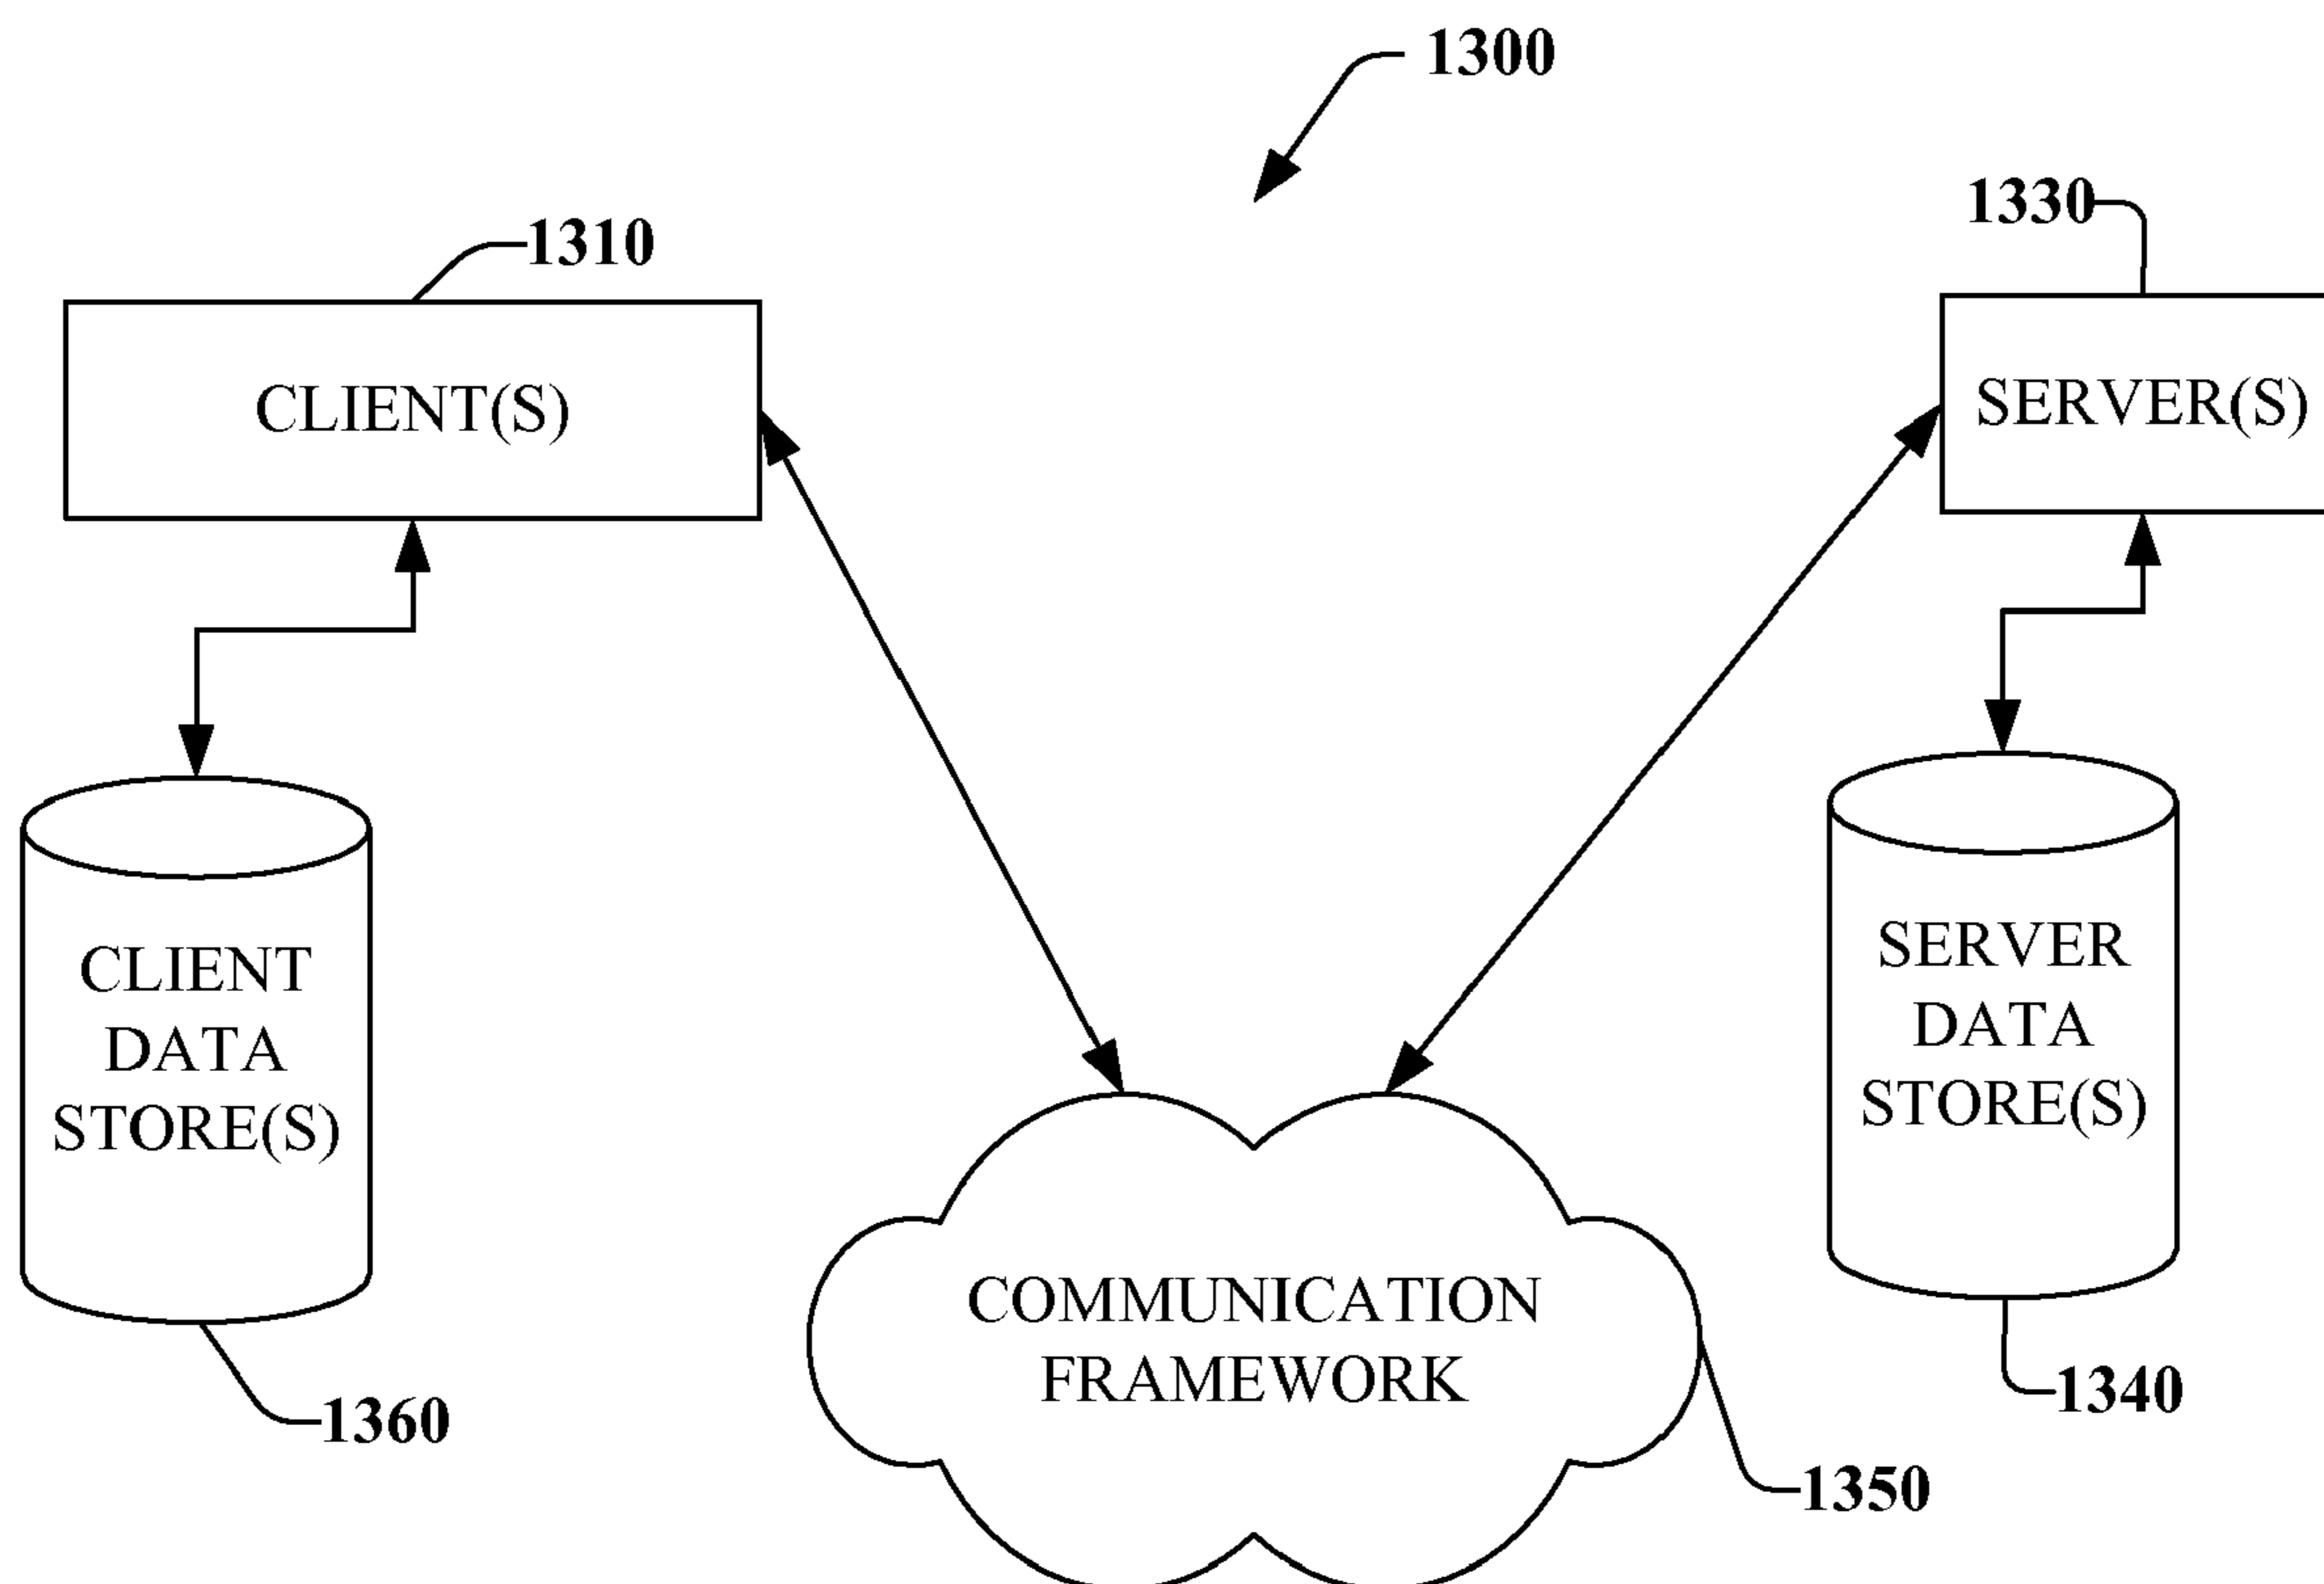 1300
1310
1330
CLIENT(S)
SERVER(S)
CLIENT
DATA
STORE(S)
SERVER
DATA
STORE(S)
COMMUNICATION
FRAMEWORK
1360
1340
1350